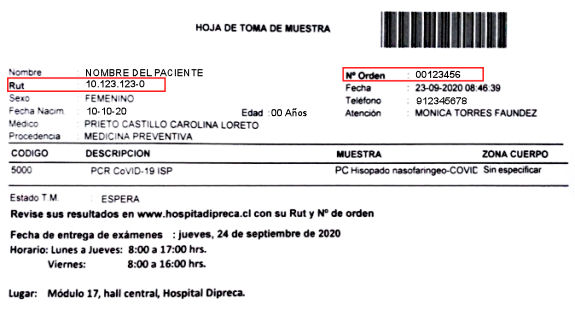 HOJA DE TOMA DE MUESTRA
Nombre : NOMBRE DEL PACIENTE Nº Orden : 00123456
Rut : 10.123.123-0 Fecha : 23-09-2020 08:46:39
Sexo : FEMENINO Teléfono : 912345678
Fecha Nacim. : 10-10-20 Edad :00 Años Atención : MONICA TORRES FAUNDEZ
Médico : PRIETO CASTILLO CAROLINA LORETO
Procedencia : MEDICINA PREVENTIVA
CODIGO DESCRIPCION MUESTRA ZONA CUERPO
5000 PCR CoVID-19 ISP PC Hisopado nasofaringeo-COVID Sin especificar
Estado T.M. : ESPERA
Revise sus resultados en www.hospitadipreca.cl con su Rut y Nº de orden
Fecha de entrega de exámenes : jueves, 24 de septiembre de 2020
Horario: Lunes a Jueves: 8:00 a 17:00 hrs.
Viernes: 8:00 a 16:00 hrs.
Lugar: Módulo 17, hall central, Hospital Dipreca.